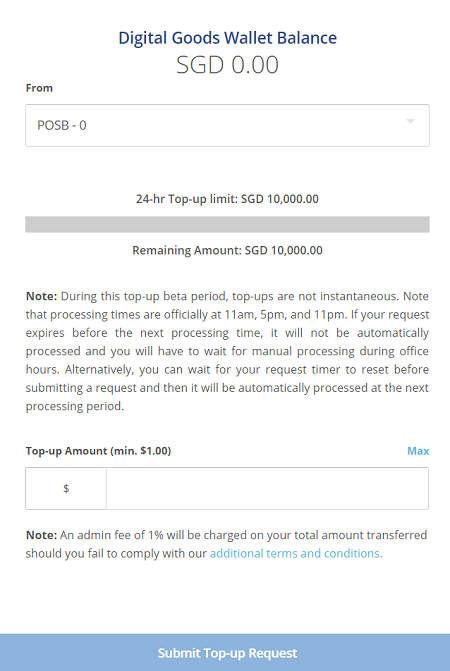 Digital Goods Wallet Balance
SGD 0.00
From
POSB - 0
24-hr Top-up limit: SGD 10,000.00
Remaining Amount: SGD 10,000.00
Note: During this top-up beta period, top-ups are not instantaneous. Note
that processing times are officially at 11am, 5pm, and 11pm. If your request
expires before the next processing time, it will not be automatically
processed and you will have to wait for manual processing during office
hours. Alternatively, you can wait for your request timer to reset before
submitting a request and then it will be automatically processed at the next
processing period.
Top-up Amount (min. $1.00) Max
$
Note: An admin fee of 1% will be charged on your total amount transferred
should you fail to comply with our additional terms and conditions.
Submit Top-up Request